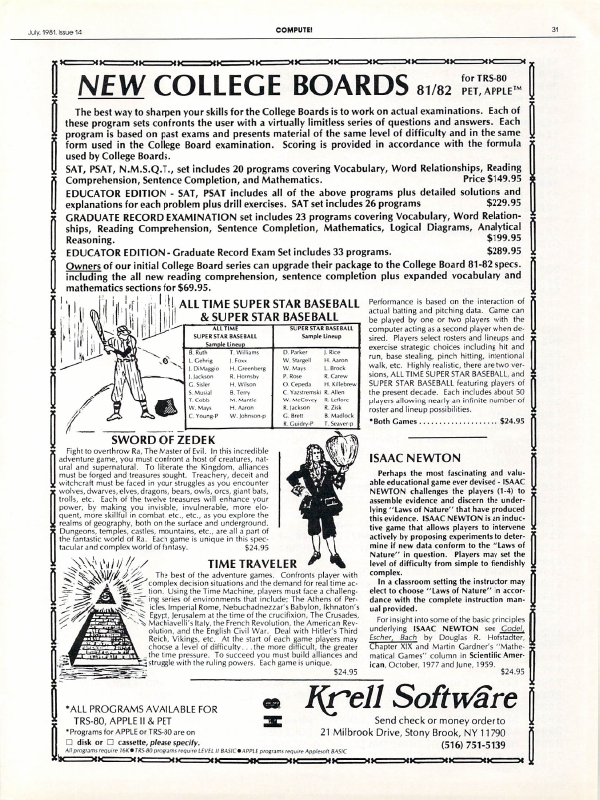 July, 1981. Issue 14
COMPUTE!
31
NEW COLLEGE BOARDS 81/82
for TRS-80
PET, APPLE™
The best way to sharpen your skills for the College Boards is to work on actual examinations. Each of
these program sets confronts the user with a virtually limitless series of questions and answers. Each
program is based on past exams and presents material of the same level of difficulty and in the same
form used in the College Board examination. Scoring is provided in accordance with the formula
used by College Boards.
SAT, PSAT, N.M.S.Q.T., set includes 20 programs covering Vocabulary, Word Relationships, Reading
Comprehension, Sentence Completion, and Mathematics. Price $149.95
EDUCATOR EDITION - SAT, PSAT includes all of the above programs plus detailed solutions and
explanations for each problem plus drill exercises. SAT set includes 26 programs $229.95
GRADUATE RECORD EXAMINATION set includes 23 programs covering Vocabulary, Word Relation-
ships, Reading Comprehension, Sentence Completion, Mathematics, Logical Diagrams, Analytical
Reasoning. $199.95
EDUCATOR EDITION - Graduate Record Exam Set includes 33 programs. $289.95
Owners of our initial College Board series can upgrade their package to the College Board 81-82 specs.
including the all new reading comprehension, sentence completion plus expanded vocabulary and
mathematics sections for $69.95.
ALL TIME SUPER STAR BASEBALL
& SUPER STAR BASEBALL
ALL TIME
SUPER STAR BASEBALL
Sample Lineup
B. Ruth T. Williams
L. Gehrig J. Foxx
J. DiMaggio H. Greenberg
J. Jackson R. Hornsby
G. Sisler H. Wilson
S. Musial B. Terry
T. Cobb M. Mantle
W. Mays H. Aaron
C. Young-P W. Johnson-p
SUPER STAR BASEBALL
Sample Lineup
D. Parker J. Rice
W. Stargell H. Aaron
W. Mays L. Brock
P. Rose R. Carew
O. Cepeda H. Killebrew
C. Yazstremski R. Allen
W. McCovey R. Leflore
R. Jackson R. Zisk
G. Brett B. Madlock
R. Guidry-P T. Seaver-p
Performance is based on the interaction of
actual batting and pitching data. Game can
be played by one or two players with the
computer acting as a second player when de-
sired. Players select rosters and lineups and
exercise strategic choices including hit and
run, base stealing, pinch hitting, intentional
walk, etc. Highly realistic, there are two ver-
sions, ALL TIME SUPER STAR BASEBALL, and
SUPER STAR BASEBALL featuring players of
the present decade. Each includes about 50
players allowing nearly an infinite number of
roster and lineup possibilities.
*Both Games . . . . . . . . . . . . . . . . . . . $24.95
SWORD OF ZEDEK
Fight to overthrow Ra, The Master of Evil. In this incredible
adventure game, you must confront a host of creatures, nat-
ural and supernatural. To liberate the Kingdom, alliances
must be forged and treasures sought. Treachery, deceit and
witchcraft must be faced in your struggles as you encounter
wolves, dwarves, elves, dragons, bears, owls, orcs, giant bats,
trolls, etc. Each of the twelve treasures will enhance your
power, by making you invisible, invulnerable, more elo-
quent, more skillful in combat etc., etc., as you explore the
realms of geography, both on the surface and underground.
Dungeons, temples, castles, mountains, etc., are all a part of
the fantastic world of Ra. Each game is unique in this spec-
tacular and complex world of fantasy. $24.95
TIME TRAVELER
The best of the adventure games. Confronts player with
complex decision situations and the demand for real time ac-
tion. Using the Time Machine, players must face a challeng-
ing series of environments that include; The Athens of Per-
icles, Imperial Rome, Nebuchadnezzar's Babylon, Ikhnaton's
Egypt, Jerusalem at the time of the crucifixion, The Crusades,
Machiavelli's Italy, the French Revolution, the American Rev-
olution, and the English Civil War. Deal with Hitler's Third
Reich, Vikings, etc. At the start of each game players may
choose a level of difficulty . . . the more difficult, the greater
the time pressure. To succeed you must build alliances and
struggle with the ruling powers. Each game is unique.
$24.95
ISAAC NEWTON
Perhaps the most fascinating and valu-
able educational game ever devised - ISAAC
NEWTON challenges the players (1-4) to
assemble evidence and discern the under-
lying "Laws of Nature" that have produced
this evidence. ISAAC NEWTON is an induc-
tive game that allows players to intervene
actively by proposing experiments to deter-
mine if new data conform to the "Laws of
Nature" in question. Players may set the
level of difficulty from simple to fiendishly
complex.
In a classroom setting the instructor may
elect to choose "Laws of Nature" in accor-
dance with the complete instruction man-
ual provided.
For insight into some of the basic principles
underlying ISAAC NEWTON see Godel,
Escher, Bach by Douglas R. Hofstadter,
Chapter XIX and Martin Gardner's "Mathe-
matical Games" column in Scientific Amer-
ican, October, 1977 and June, 1959.
$24.95
*ALL PROGRAMS AVAILABLE FOR
TRS-80, APPLE II & PET
*Programs for APPLE or TRS-80 are on
☐ disk or ☐ cassette, please specify.
All programs require 16K ● TRS-80 programs require LEVEL II BASIC ● APPLE programs require Applesoft BASIC
Krell Software
Send check or money order to
21 Milbrook Drive, Stony Brook, NY 11790
(516) 751-5139